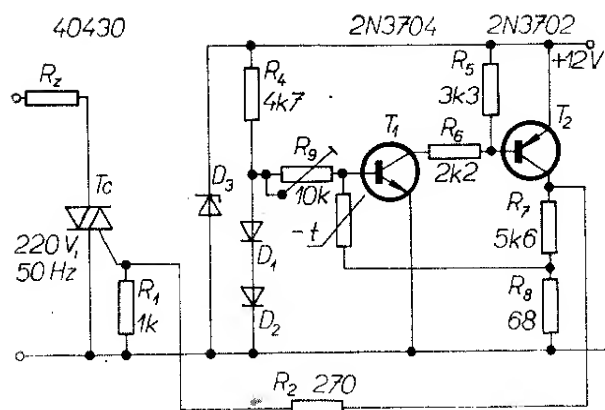 40430
2N3704
2N3702
+12V
Rz
R4
4k7
R5
3k3
T1
R6
2k2
T2
R9
10k
Tc
D3
-t
R7
5k6
220 V,
50 Hz
D1
R1
1k
D2
R8
68
R2 270